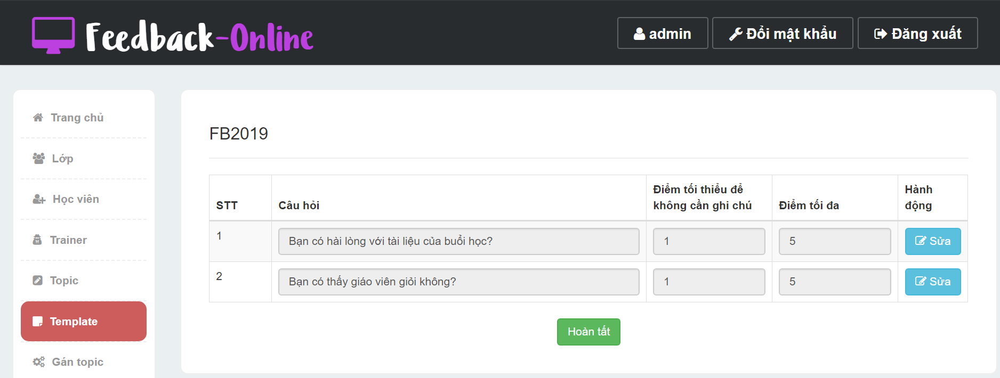 Feedback-Online
admin
Đổi mật khẩu
Đăng xuất
Trang chủ
Lớp
Học viên
Trainer
Topic
Template
Gán topic
FB2019
STT
Câu hỏi
Điểm tối thiểu để
không cần ghi chú
Điểm tối đa
Hành
động
1
Bạn có hài lòng với tài liệu của buổi học?
1
5
Sửa
2
Bạn có thấy giáo viên giỏi không?
1
5
Sửa
Hoàn tất